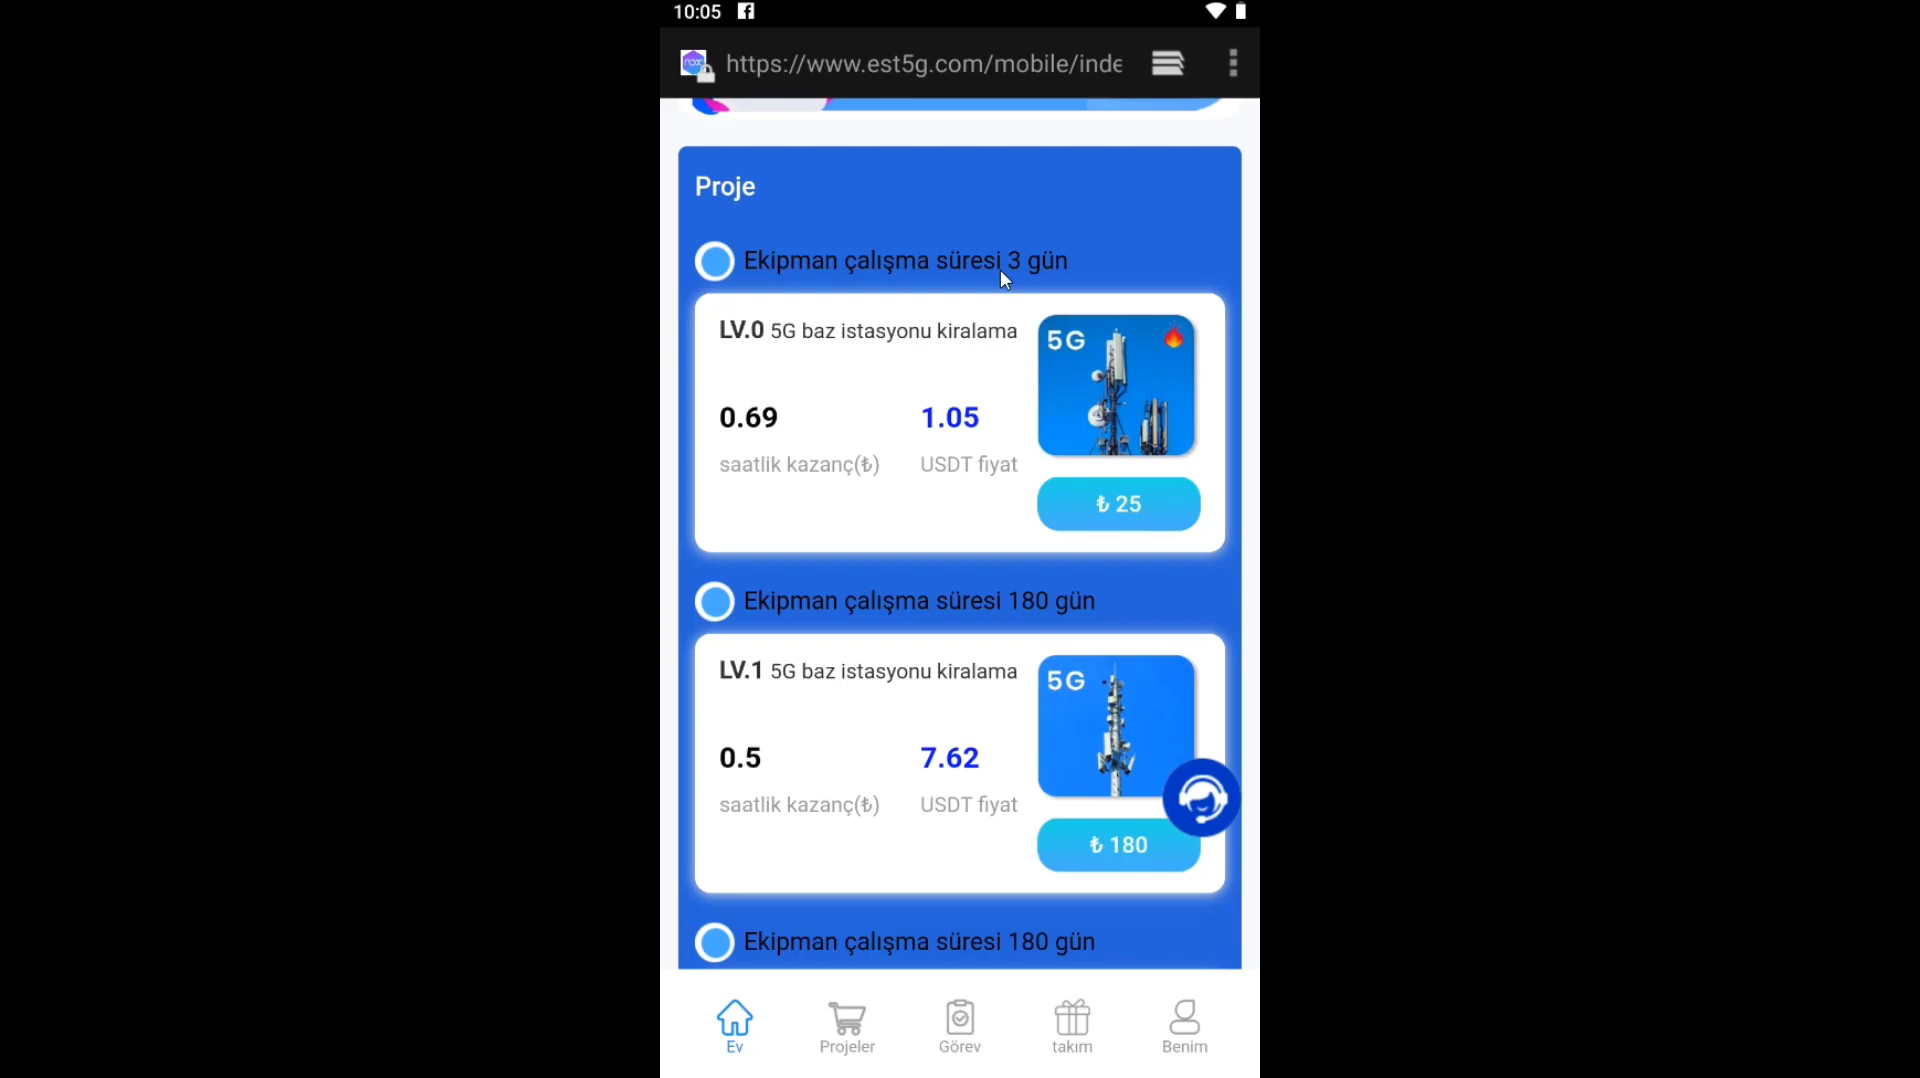 10:05
https://www.est5g.com/mobile/inde
Proje
Ekipman çalışma süresi 3 gün
LV.0 5G baz istasyonu kiralama
5G
0.69
1.05
saatlik kazanç(₺)
USDT fiyat
₺ 25
Ekipman çalışma süresi 180 gün
LV.1 5G baz istasyonu kiralama
5G
0.5
7.62
saatlik kazanç(₺)
USDT fiyat
₺ 180
Ekipman çalışma süresi 180 gün
Ev
Projeler
Görev
takım
Benim